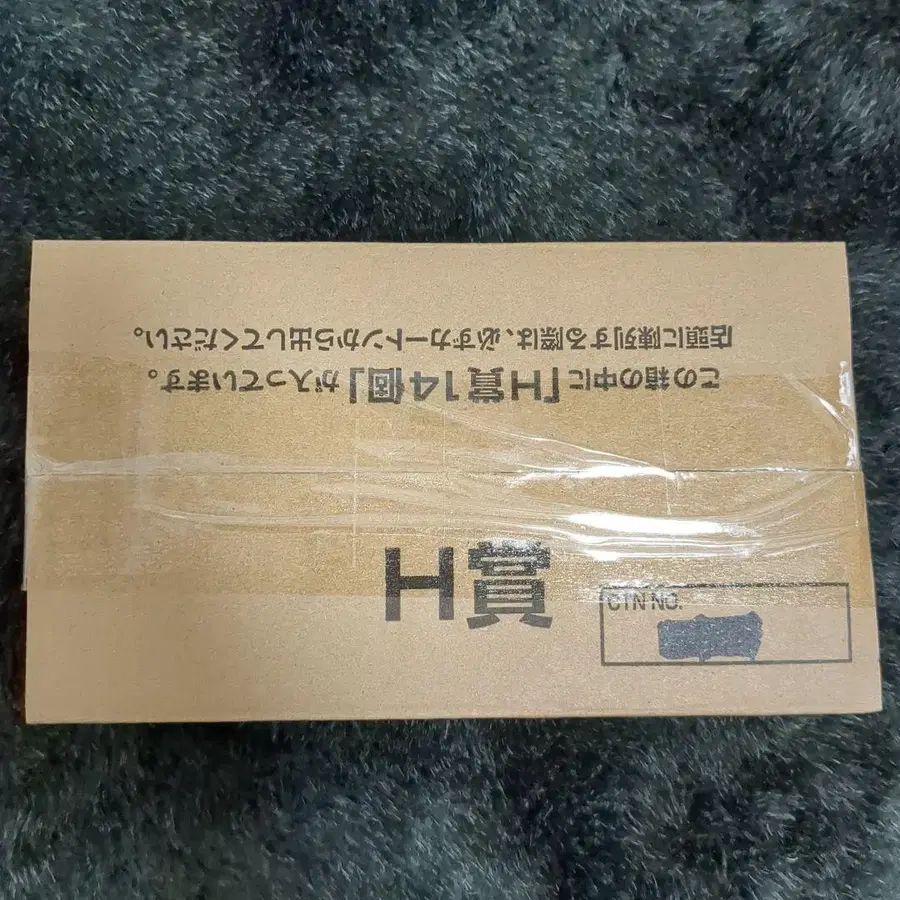 この箱の中に「H賞14個」が入っています。
店頭に陳列する際は、必ずカートンから出してください。
H賞
CTN NO.